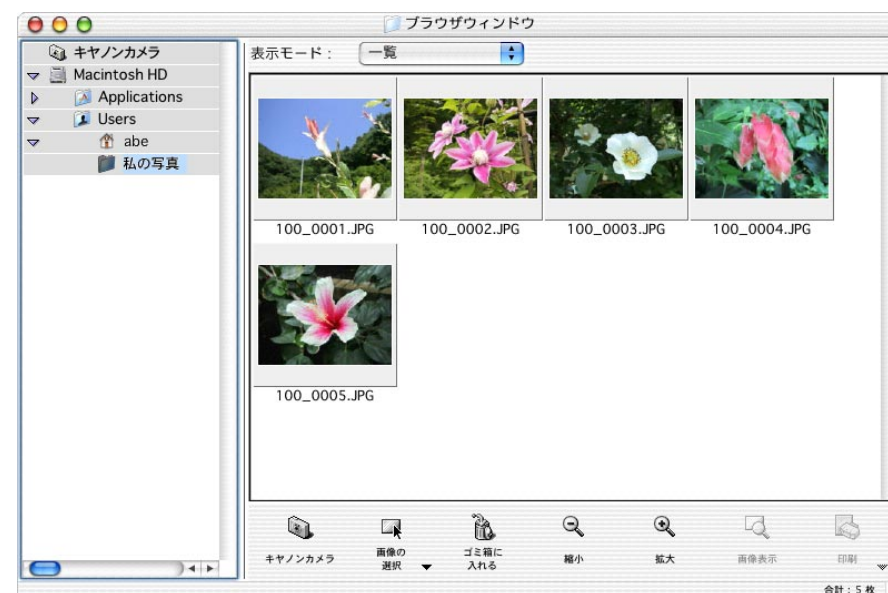 ブラウザウィンドウ
キヤノンカメラ
Macintosh HD
Applications
Users
abe
私の写真
表示モード： 一覧
100_0001.JPG 100_0002.JPG 100_0003.JPG 100_0004.JPG
100_0005.JPG
キヤノンカメラ 画像の選択 ゴミ箱に入れる 縮小 拡大 画像表示 印刷
合計：5 枚